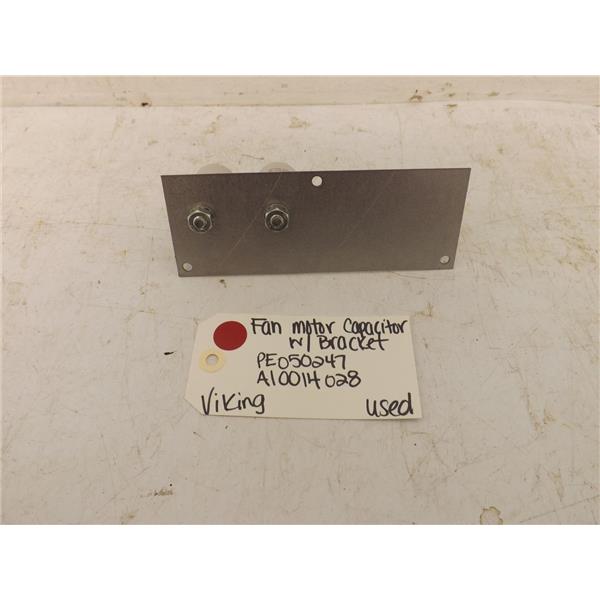 Fan motor Capacitor
w/ Bracket
PE050247
A10014028
Viking used